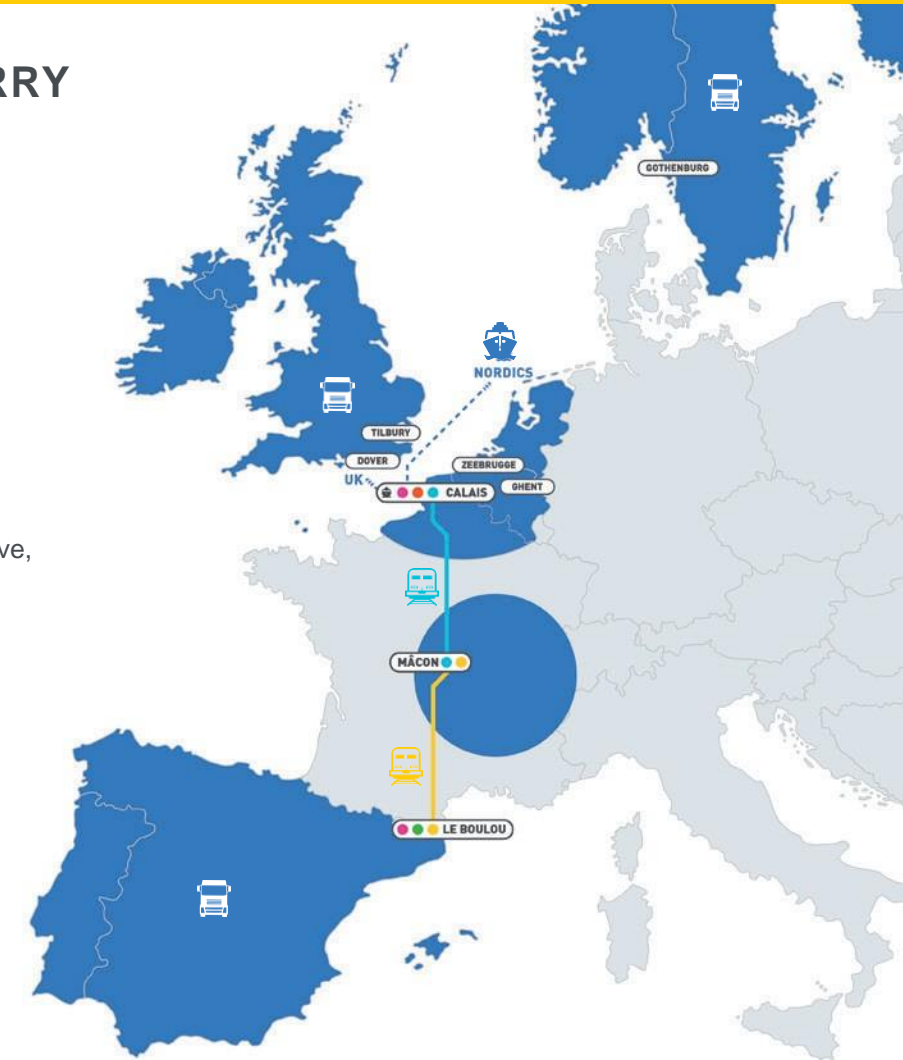 RRY
GOTHENBURG
NORDICS
TILBURY
DOVER
ZEEBRUGGE
UK
CALAIS
GHENT
ve,
MÂCON
LE BOULOU